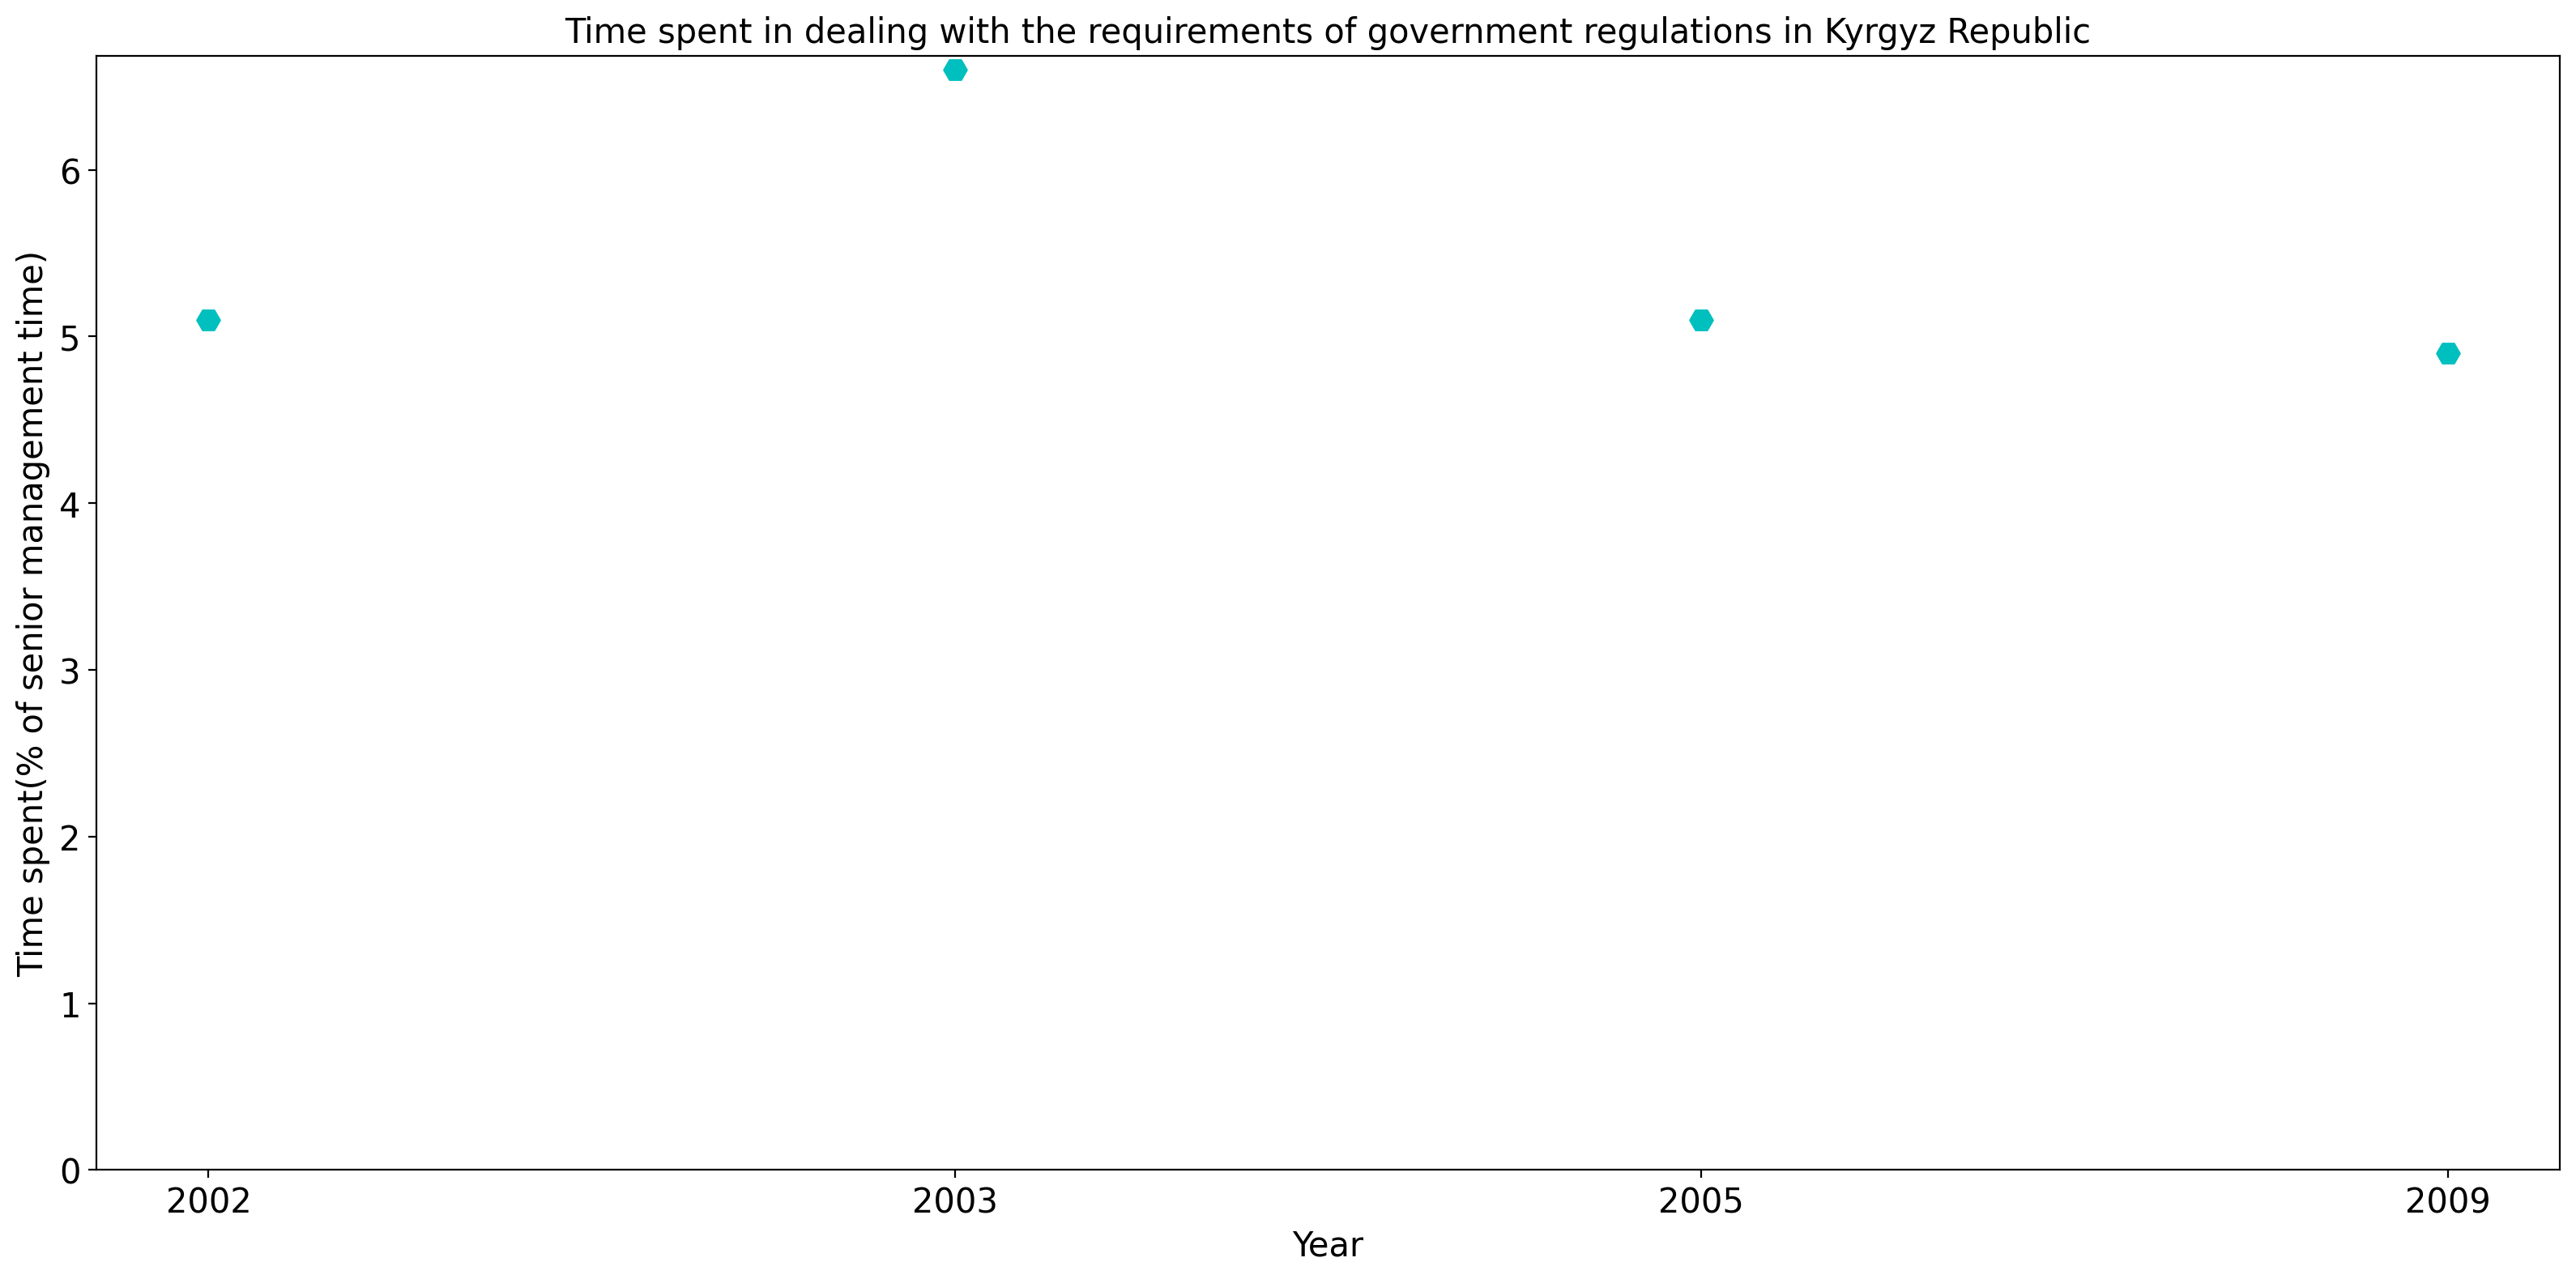 Time spent in dealing with the requirements of government regulations in Kyrgyz Republic
Time spent(% of senior management time)
6
5
4
3
2
1
0
2002 2003 2005 2009
Year